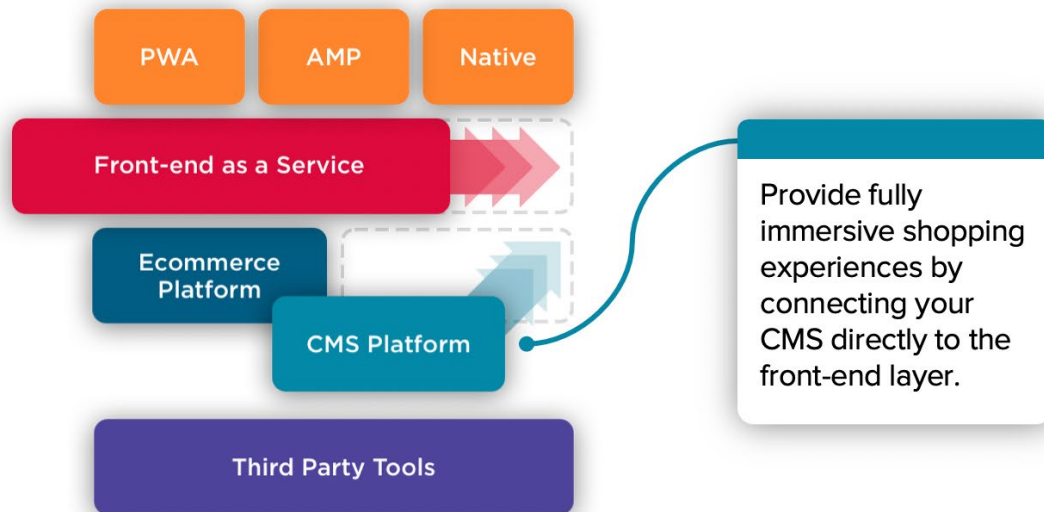 PWA
AMP
Native
Front-end as a Service
Ecommerce
Platform
CMS Platform
Provide fully
immersive shopping
experiences by
connecting your
CMS directly to the
front-end layer.
Third Party Tools